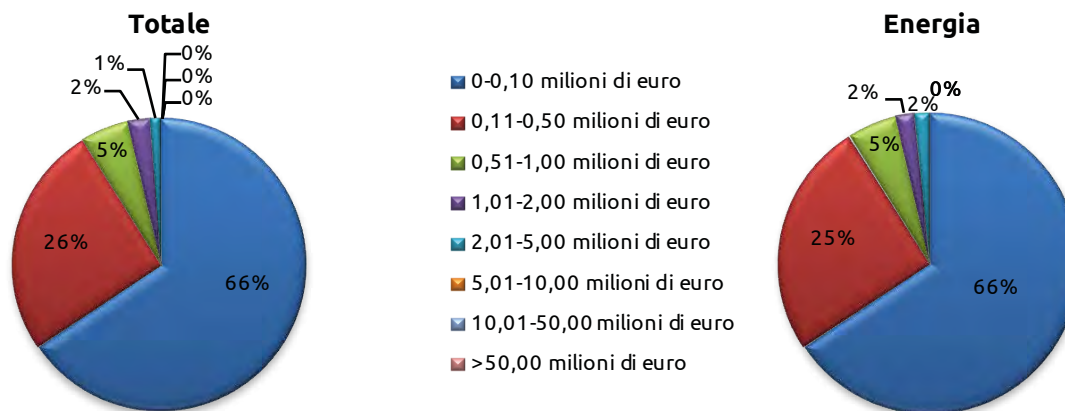 Totale
0%
1%
0%
2%
0%
5%
26%
66%
0-0,10 milioni di euro
0,11-0,50 milioni di euro
0,51-1,00 milioni di euro
1,01-2,00 milioni di euro
2,01-5,00 milioni di euro
5,01-10,00 milioni di euro
10,01-50,00 milioni di euro
>50,00 milioni di euro
Energia
0%
2%
2%
5%
25%
66%